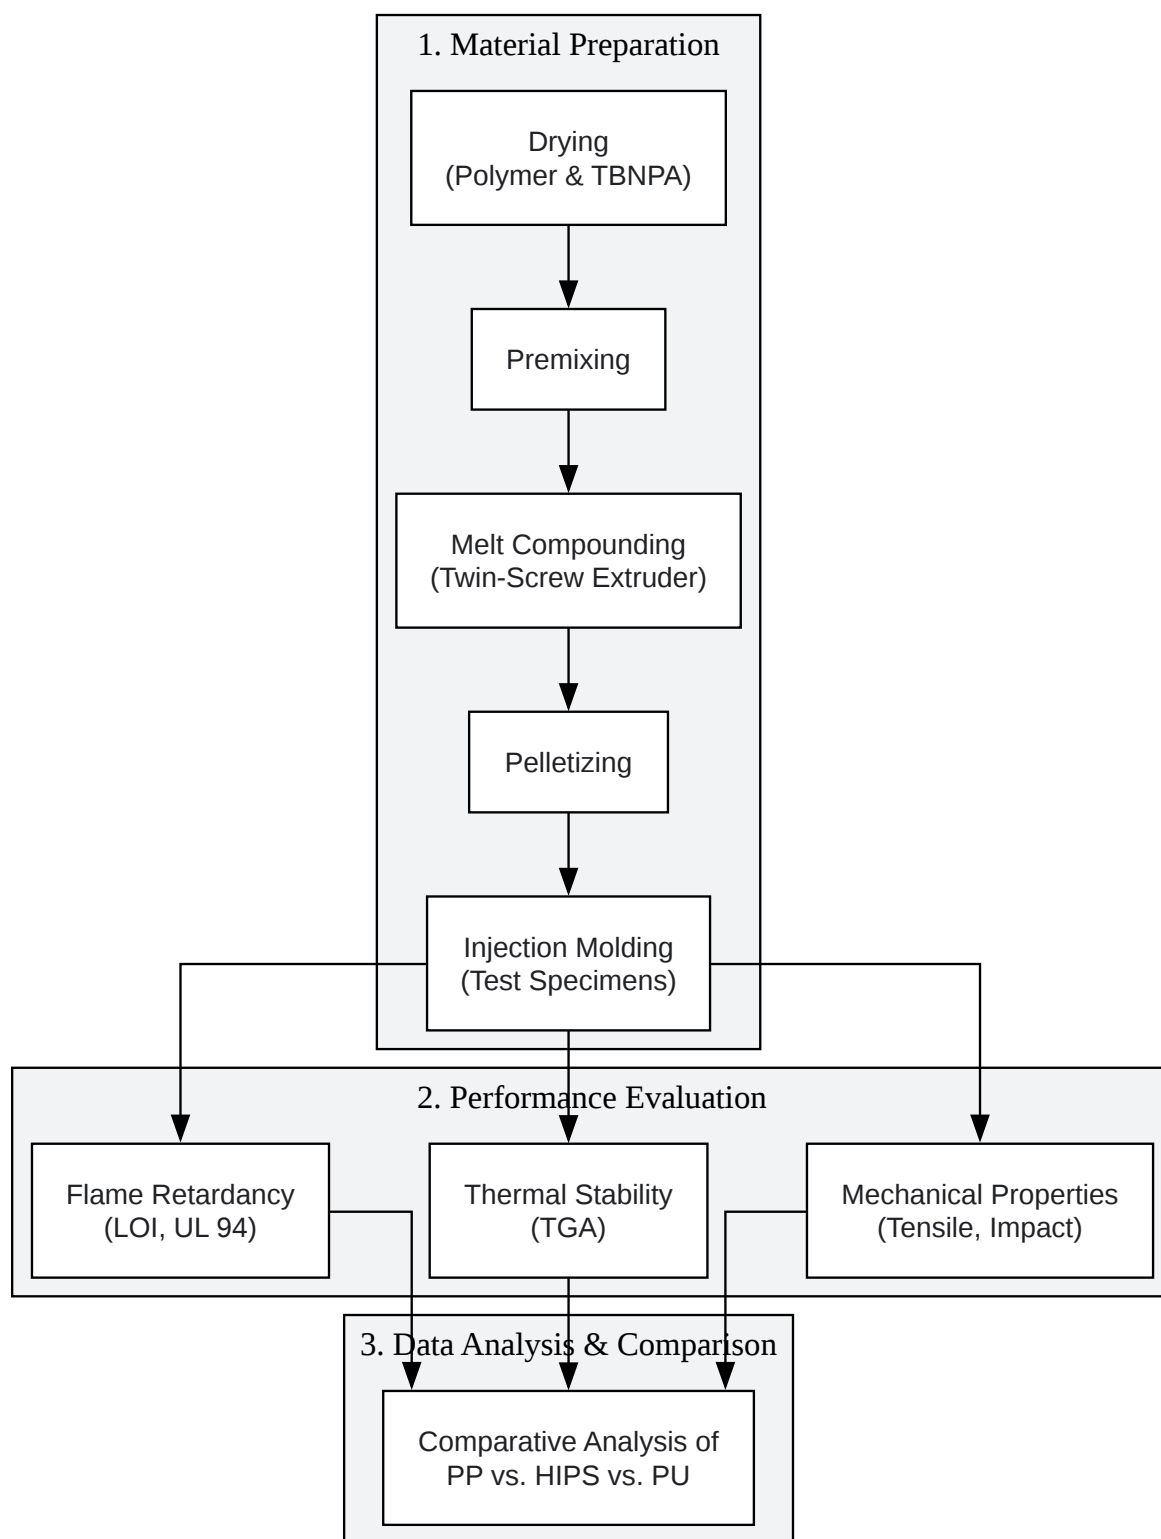 1. Material Preparation
Drying
(Polymer & TBNPA)
Premixing
Melt Compounding
(Twin-Screw Extruder)
Pelletizing
Injection Molding
(Test Specimens)
2. Performance Evaluation
Flame Retardancy
(LOI, UL 94)
Thermal Stability
(TGA)
Mechanical Properties
(Tensile, Impact)
3. Data Analysis & Comparison
Comparative Analysis of
PP vs. HIPS vs. PU